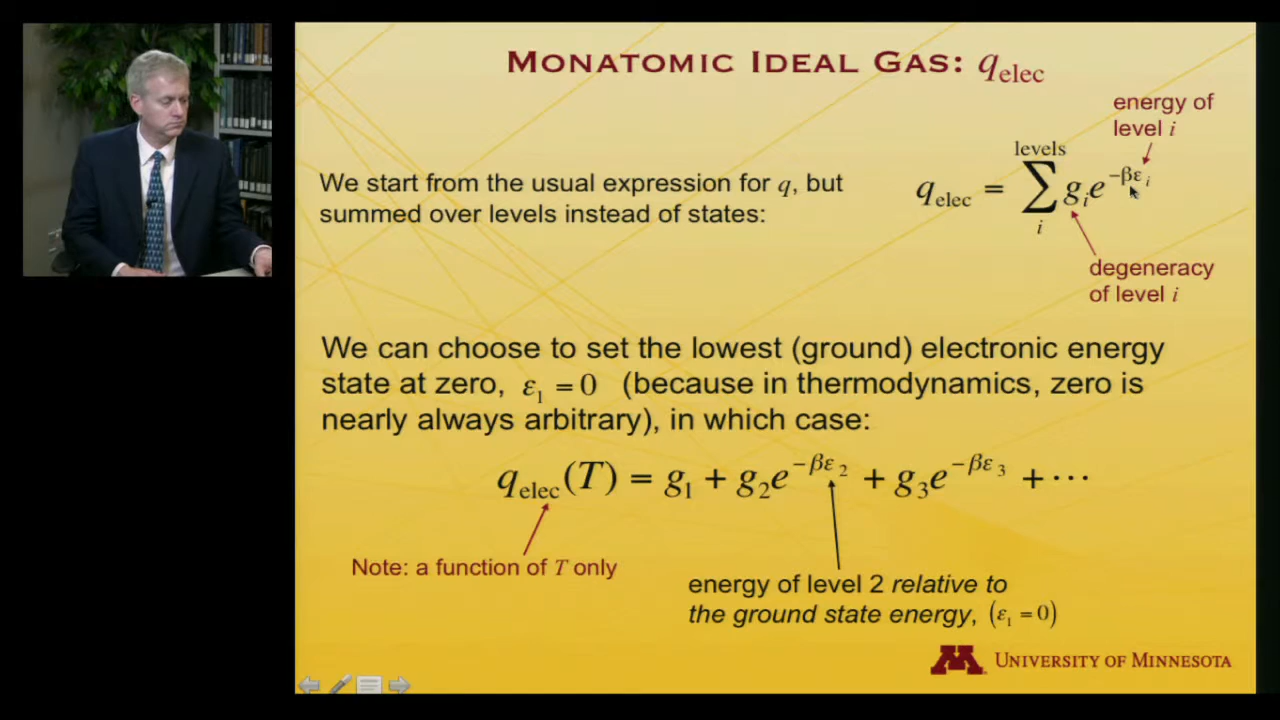 MONATOMIC IDEAL GAS: q_elec
energy of
level i
We start from the usual expression for q, but
summed over levels instead of states:
q_elec = \sum_{i}^{levels} g_i e^{-βε_i}
degeneracy
of level i
We can choose to set the lowest (ground) electronic energy
state at zero, ε_1 = 0 (because in thermodynamics, zero is
nearly always arbitrary), in which case:
q_elec(T) = g_1 + g_2 e^{-βε_2} + g_3 e^{-βε_3} + ⋯
Note: a function of T only
energy of level 2 relative to
the ground state energy, (ε_1 = 0)
M UNIVERSITY OF MINNESOTA